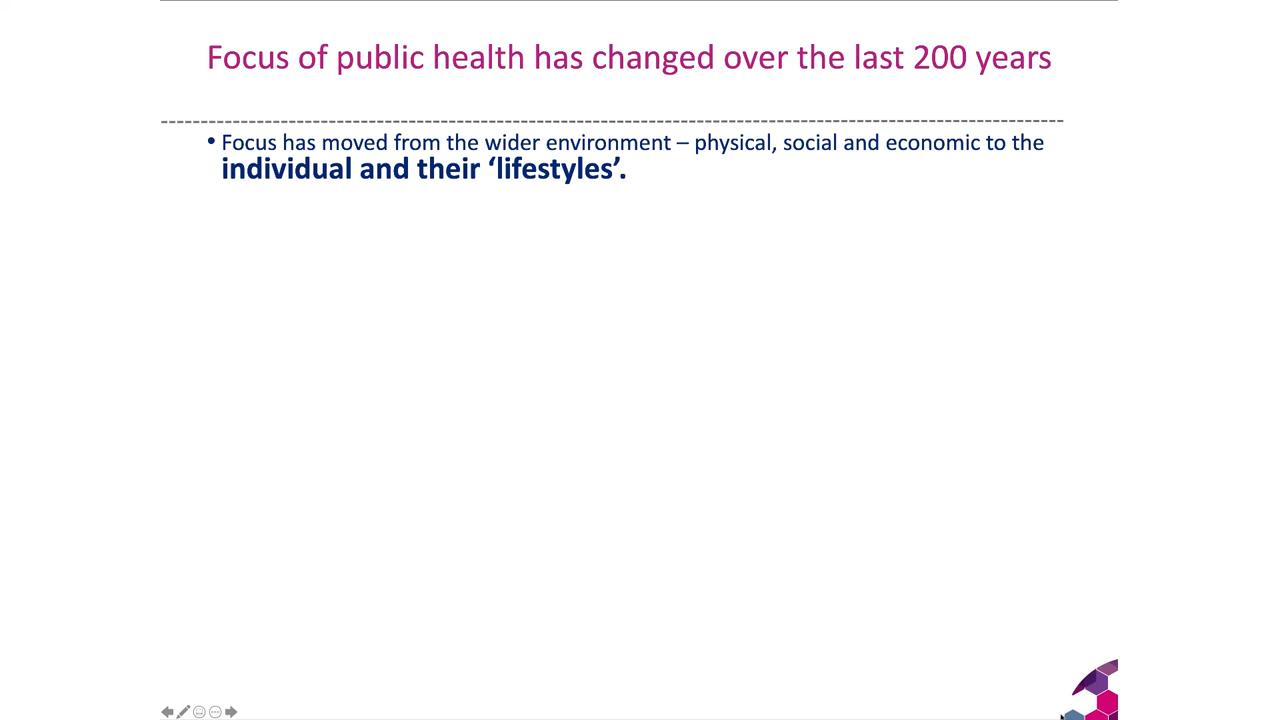 Focus of public health has changed over the last 200 years
• Focus has moved from the wider environment – physical, social and economic to the
individual and their ‘lifestyles’.